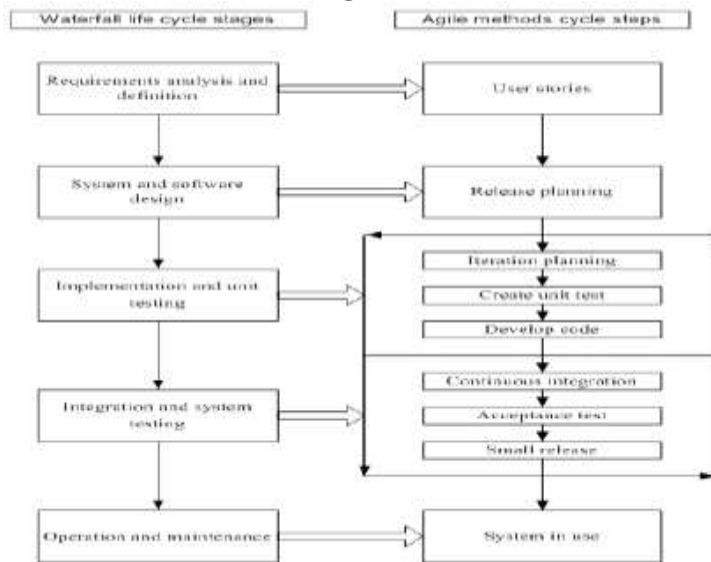 Waterfall life cycle stages
Agile methods cycle steps
Requirements analysis and
definition
User stories
System and software
design
Release planning
Iteration planning
Implementation and unit
testing
Create unit test
Develop code
Continuous integration
Integration and system
testing
Acceptance test
Small release
Operation and maintenance
System in use